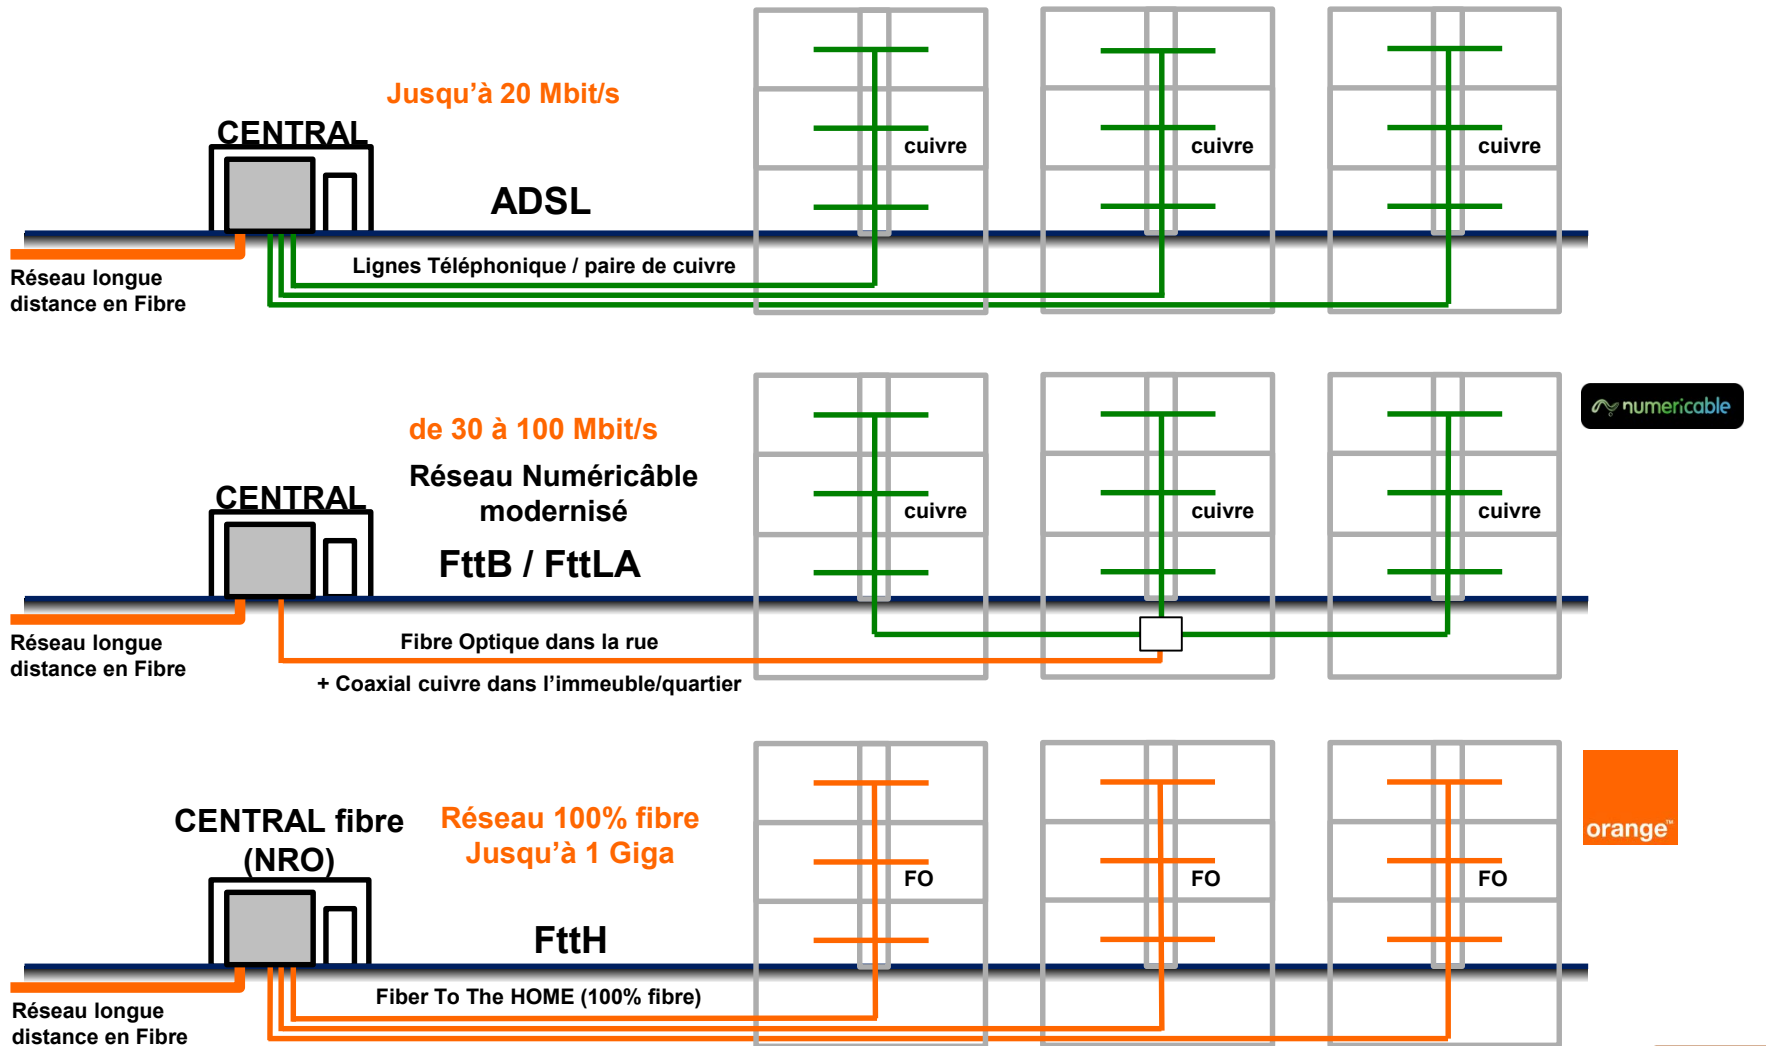 Jusqu'à 20 Mbit/s
CENTRAL
cuivre
cuivre
cuivre
ADSL
Lignes Téléphonique / paire de cuivre
Réseau longue
distance en Fibre
numericable
de 30 à 100 Mbit/s
Réseau Numéricâble
modernisé
CENTRAL
cuivre
cuivre
cuivre
FttB / FttLA
Réseau longue
distance en Fibre
Fibre Optique dans la rue
+ Coaxial cuivre dans l'immeuble/quartier
orange™
CENTRAL fibre
(NRO)
Réseau 100% fibre
Jusqu'à 1 Giga
FO
FO
FO
FttH
Fiber To The HOME (100% fibre)
Réseau longue
distance en Fibre